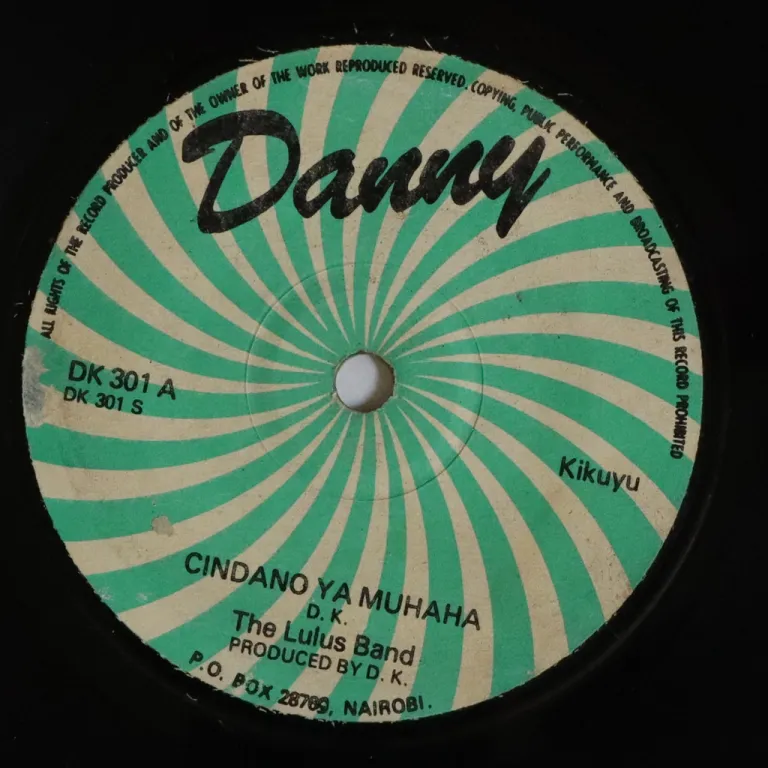 ALL RIGHTS OF THE RECORD PRODUCER AND OF THE OWNER OF THE WORK REPRODUCED RESERVED. COPYING, PUBLIC PERFORMANCE AND BROADCASTING OF THIS RECORD PROHIBITED
Danny
DK 301 A
DK 301 S
Kikuyu
CINDANO YA MUHAHA
D. K.
The Lulus Band
PRODUCED BY D. K.
P.O. BOX 28709, NAIROBI.